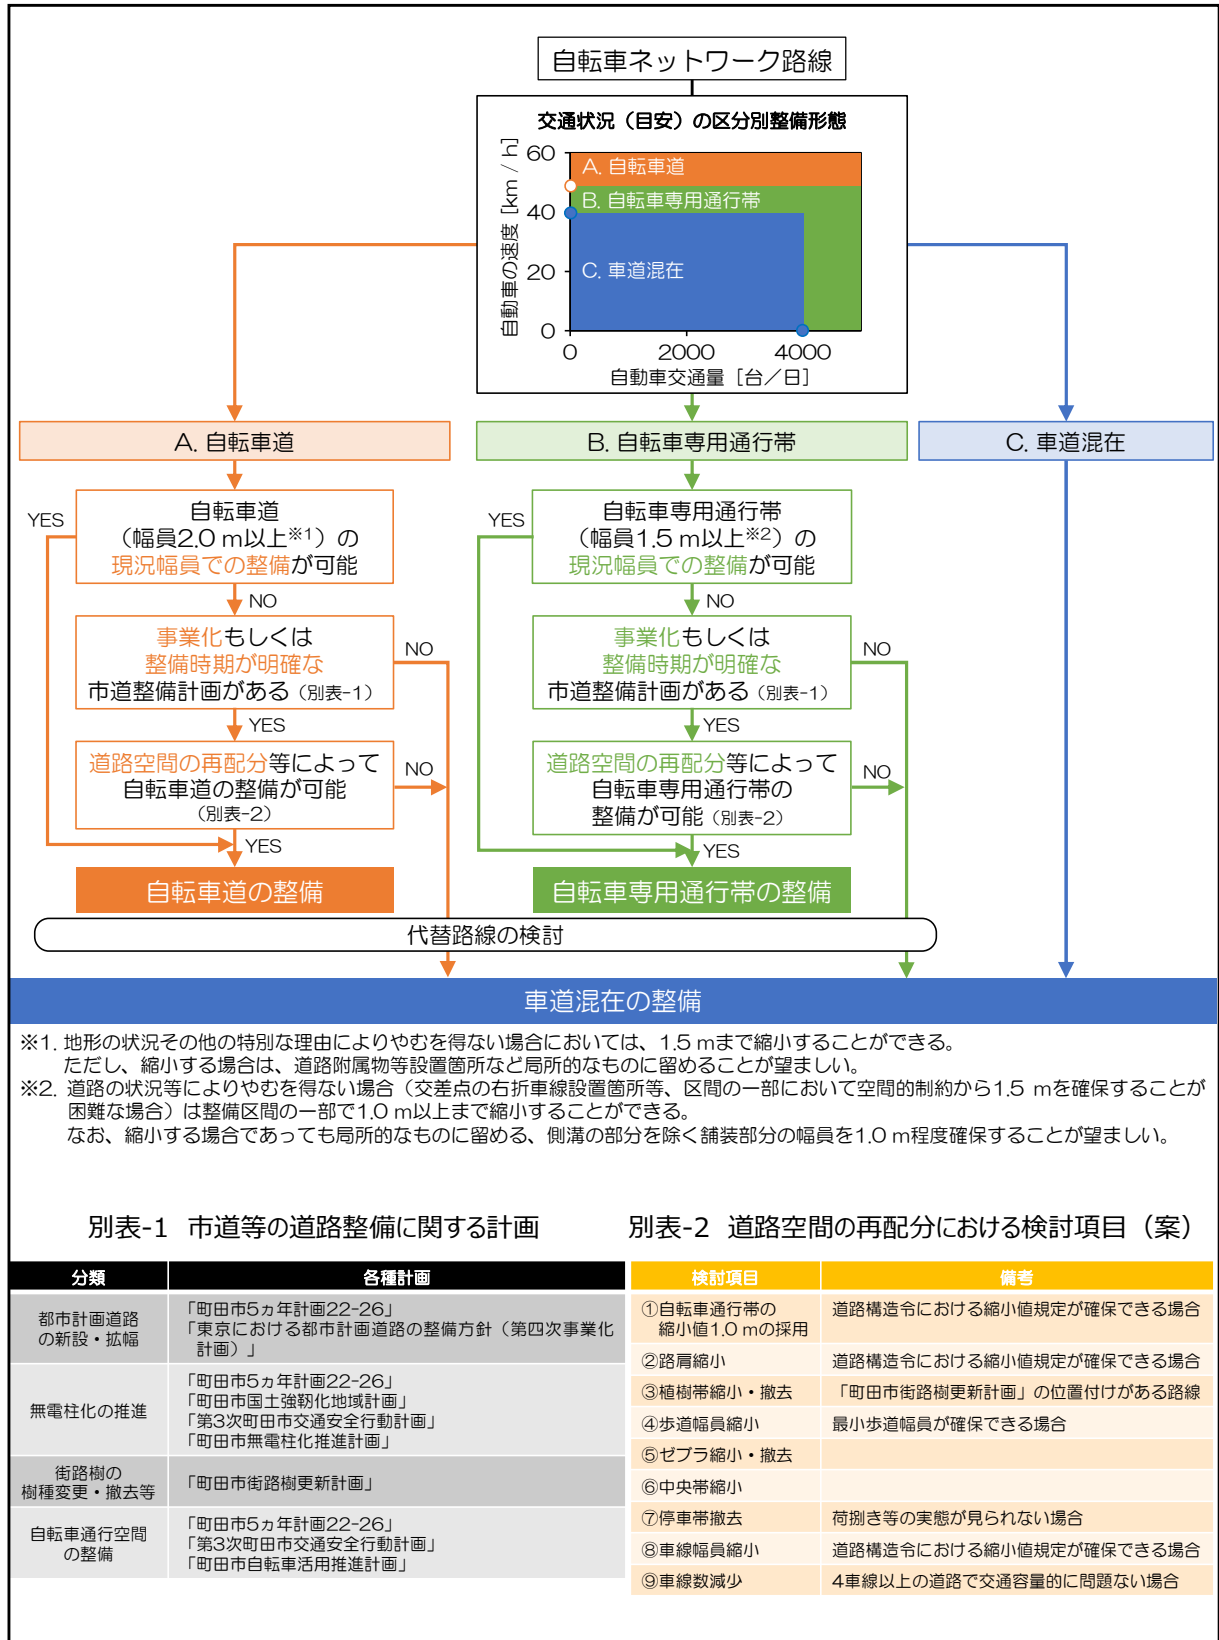 自転車ネットワーク路線
交通状況（目安）の区分別整備形態
自動車の速度 [km / h]
60
40
20
0
A. 自転車道
B. 自転車専用通行帯
C. 車道混在
0 2000 4000
自動車交通量［台／日］
A. 自転車道
B. 自転車専用通行帯
C. 車道混在
YES
自転車道
（幅員2.0 m以上※1）の
現況幅員での整備が可能
NO
事業化もしくは
整備時期が明確な
市道整備計画がある（別表-1）
NO
YES
道路空間の再配分等によって
自転車道の整備が可能
（別表-2）
NO
YES
自転車道の整備
YES
自転車専用通行帯
（幅員1.5 m以上※2）の
現況幅員での整備が可能
NO
事業化もしくは
整備時期が明確な
市道整備計画がある（別表-1）
NO
YES
道路空間の再配分等によって
自転車専用通行帯の
整備が可能（別表-2）
NO
YES
自転車専用通行帯の整備
代替路線の検討
車道混在の整備
※1. 地形の状況その他の特別な理由によりやむを得ない場合においては、1.5 mまで縮小することができる。
ただし、縮小する場合は、道路附属物等設置箇所など局所的なものに留めることが望ましい。
※2. 道路の状況等によりやむを得ない場合（交差点の右折車線設置箇所等、区間の一部において空間的制約から1.5 mを確保することが
困難な場合）は整備区間の一部で1.0 m以上まで縮小することができる。
なお、縮小する場合であっても局所的なものに留める、側溝の部分を除く舗装部分の幅員を1.0 m程度確保することが望ましい。
別表-1 市道等の道路整備に関する計画
分類 各種計画
都市計画道路
の新設・拡幅
「町田市5ヵ年計画22-26」
「東京における都市計画道路の整備方針（第四次事業化
計画）」
無電柱化の推進
「町田市5ヵ年計画22-26」
「町田市国土強靭化地域計画」
「第3次町田市交通安全行動計画」
「町田市無電柱化推進計画」
街路樹の
樹種変更・撤去等
「町田市街路樹更新計画」
自転車通行空間
の整備
「町田市5ヵ年計画22-26」
「第3次町田市交通安全行動計画」
「町田市自転車活用推進計画」
別表-2 道路空間の再配分における検討項目（案）
検討項目 備考
①自転車通行帯の
縮小値1.0 mの採用
道路構造令における縮小値規定が確保できる場合
②路肩縮小 道路構造令における縮小値規定が確保できる場合
③植樹帯縮小・撤去 「町田市街路樹更新計画」の位置付けがある路線
④歩道幅員縮小 最小歩道幅員が確保できる場合
⑤ゼブラ縮小・撤去
⑥中央帯縮小
⑦停車帯撤去 荷捌き等の実態が見られない場合
⑧車線幅員縮小 道路構造令における縮小値規定が確保できる場合
⑨車線数減少 4車線以上の道路で交通容量的に問題ない場合